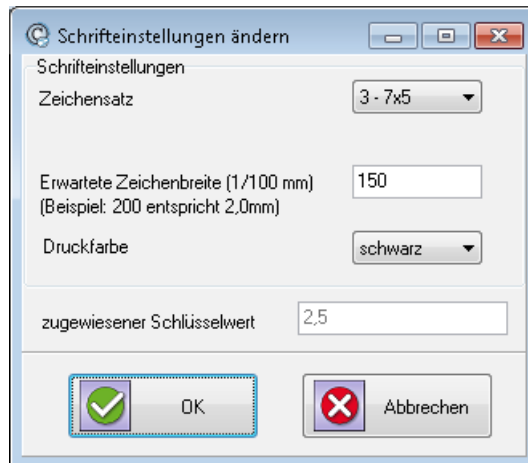 Schrifteinstellungen ändern
Schrifteinstellungen
Zeichensatz 3 - 7x5
Erwartete Zeichenbreite (1/100 mm) 150
(Beispiel: 200 entspricht 2,0mm)
Druckfarbe schwarz
zugewiesener Schlüsselwert 2,5
OK Abbrechen